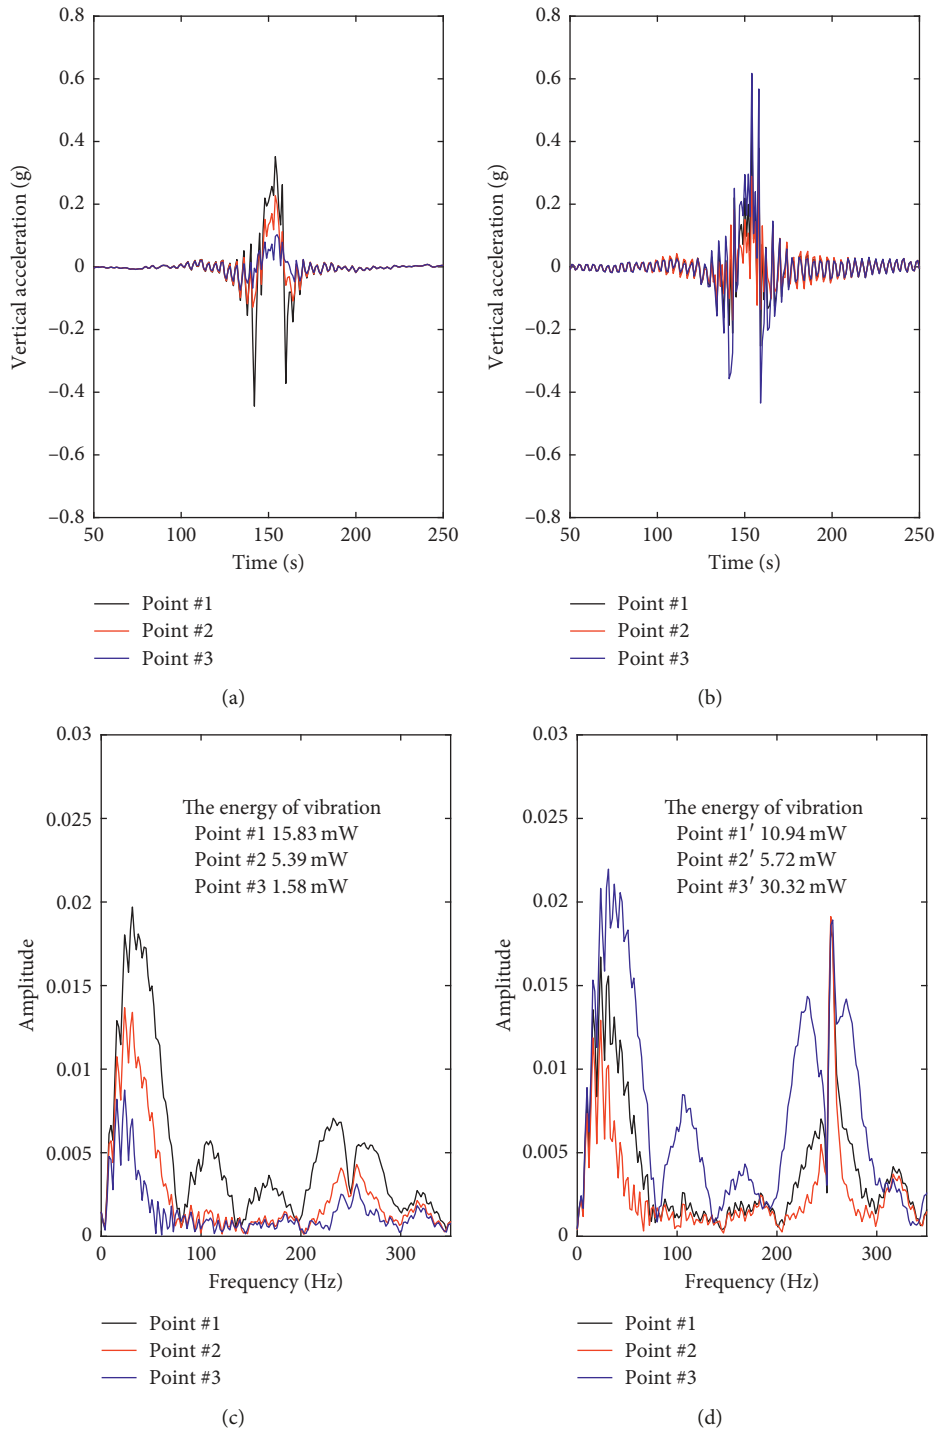 0.8
0.6
0.4
0.2
0
−0.2
−0.4
−0.6
−0.8
Vertical acceleration (g)
50
100
150
200
250
Time (s)
Point #1
Point #2
Point #3
(a)
0.8
0.6
0.4
0.2
0
−0.2
−0.4
−0.6
−0.8
Vertical acceleration (g)
50
100
150
200
250
Time (s)
Point #1
Point #2
Point #3
(b)
0.03
0.025
0.02
0.015
0.01
0.005
0
Amplitude
The energy of vibration
Point #1 15.83 mW
Point #2 5.39 mW
Point #3 1.58 mW
0
100
200
300
Frequency (Hz)
Point #1
Point #2
Point #3
(c)
0.03
0.025
0.02
0.015
0.01
0.005
0
Amplitude
The energy of vibration
Point #1′ 10.94 mW
Point #2′ 5.72 mW
Point #3′ 30.32 mW
0
100
200
300
Frequency (Hz)
Point #1
Point #2
Point #3
(d)